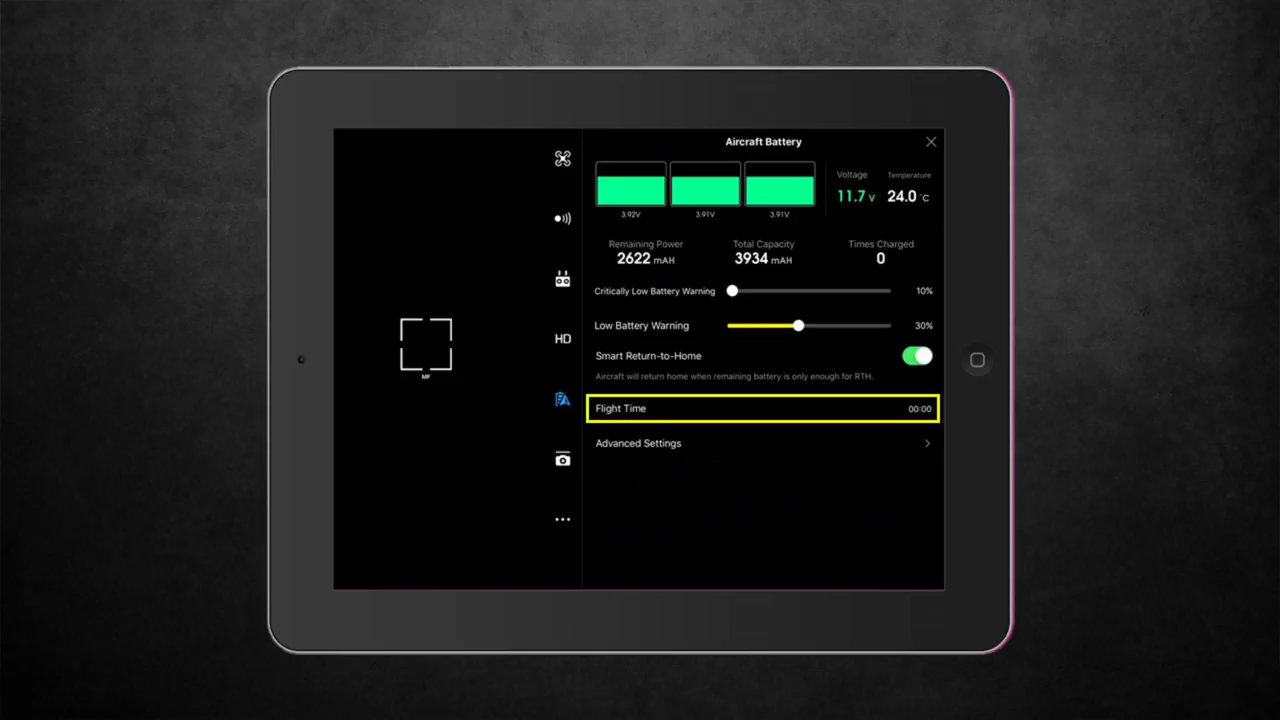 Aircraft Battery
Voltage Temperature
11.7 V 24.0 °C
3.92V 3.91V 3.91V
Remaining Power Total Capacity Times Charged
2622 mAH 3934 mAH 0
Critically Low Battery Warning 10%
Low Battery Warning 30%
Smart Return-to-Home
Aircraft will return home when remaining battery is only enough for RTH.
Flight Time 00:00
Advanced Settings
HD
MF